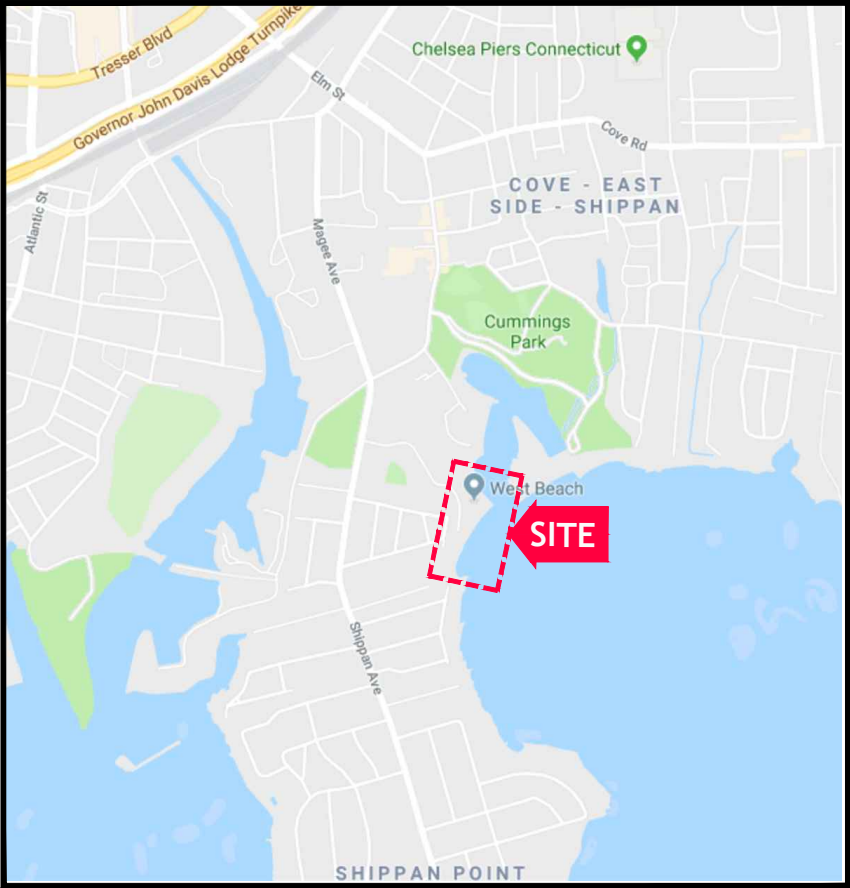 Chelsea Piers Connecticut
Tresser Blvd
Governor John Davis Lodge Turnpike
Elm St
Cove Rd
COVE - EAST
SIDE - SHIPPAN
Atlantic St
Magee Ave
Cummings
Park
West Beach
SITE
Shippan Ave
SHIPPAN POINT